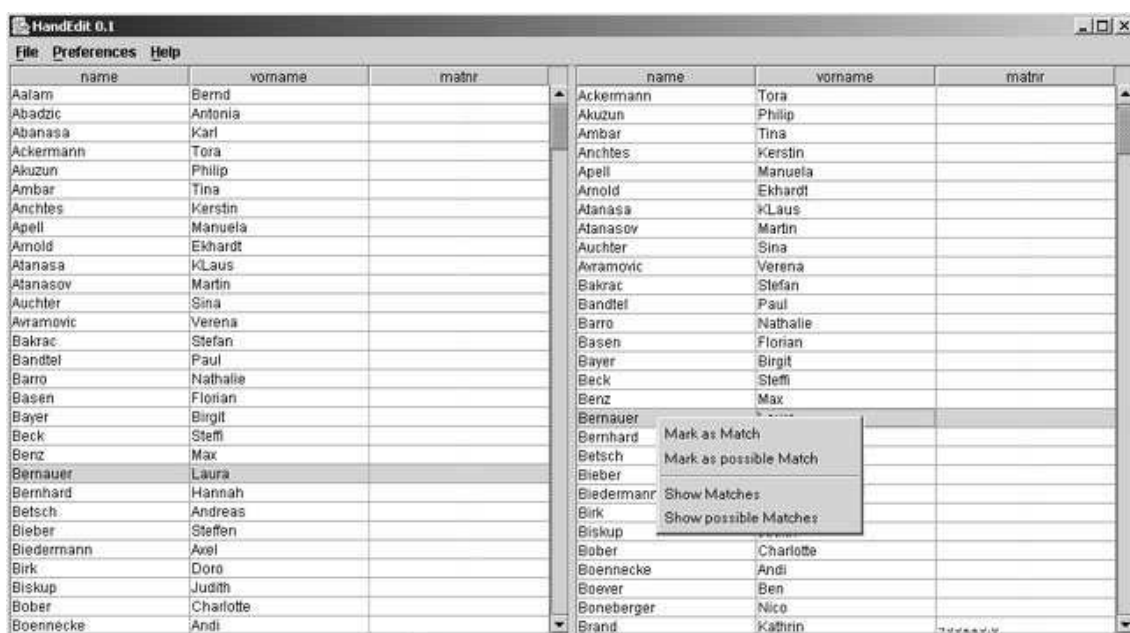 HandEdit 0.1
File Preferences Help
name vorname matnr name vorname matnr
Aalam Bernd Ackermann Tora
Abadzic Antonia Akuzun Philip
Abanasa Karl Ambar Tina
Ackermann Tora Anchtes Kerstin
Akuzun Philip Apell Manuela
Ambar Tina Arnold Ekhardt
Anchtes Kerstin Atanasa KLaus
Apell Manuela Atanasov Martin
Arnold Ekhardt Auchter Sina
Atanasa KLaus Avramovic Verena
Atanasov Martin Bakrac Stefan
Auchter Sina Bandtel Paul
Avramovic Verena Barro Nathalie
Bakrac Stefan Basen Florian
Bandtel Paul Bayer Birgit
Barro Nathalie Beck Steffi
Basen Florian Benz Max
Bayer Birgit Bernauer
Beck Steffi Bernhard Mark as Match
Benz Max Betsch Mark as possible Match
Bernauer Laura Bieber
Bernhard Hannah Biedermann Show Matches
Betsch Andreas Birk Show possible Matches
Bieber Steffen Biskup
Biedermann Axel Bober Charlotte
Birk Doro Boennecke Andi
Biskup Judith Boever Ben
Bober Charlotte Boneberger Nico
Boennecke Andi Brand Kathrin